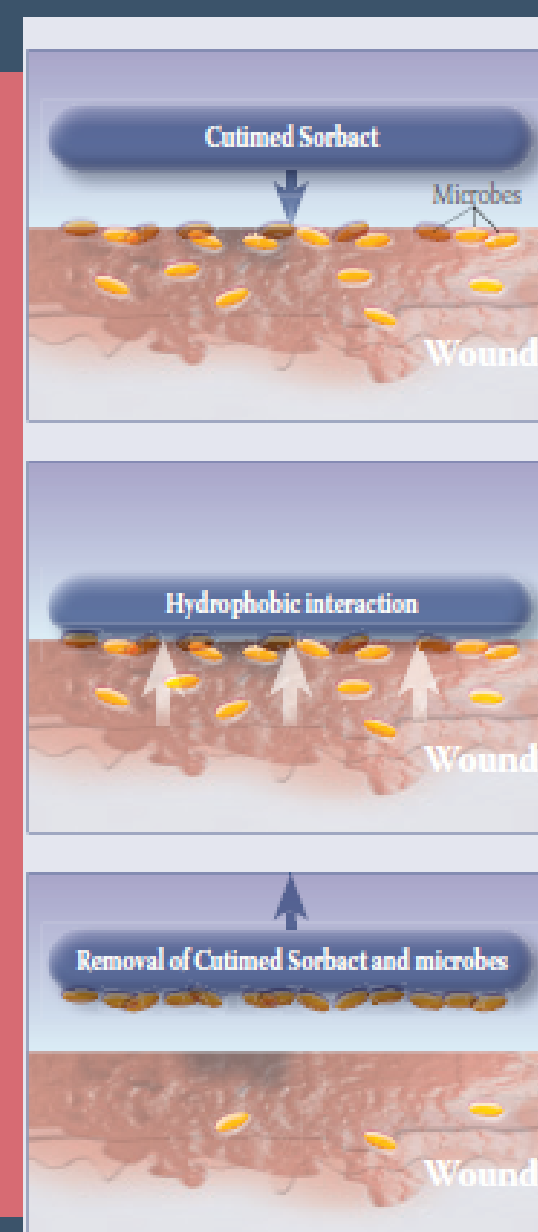 Cutimed Sorbact
Microbes
Wound
Hydrophobic interaction
Wound
Removal of Cutimed Sorbact and microbes
Wound